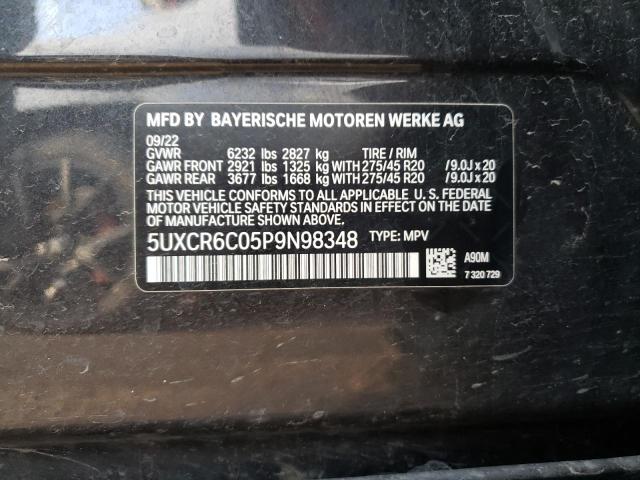 MFD BY BAYERISCHE MOTOREN WERKE AG
09/22
GVWR 6232 lbs 2827 kg TIRE / RIM
GAWR FRONT 2921 lbs 1325 kg WITH 275/45 R20 /9.0J x 20
GAWR REAR 3677 lbs 1668 kg WITH 275/45 R20 /9.0J x 20
THIS VEHICLE CONFORMS TO ALL APPLICABLE U. S. FEDERAL
MOTOR VEHICLE SAFETY STANDARDS IN EFFECT ON THE DATE
OF MANUFACTURE SHOWN ABOVE.
5UXCR6C05P9N98348 TYPE: MPV
A90M
7 320 729